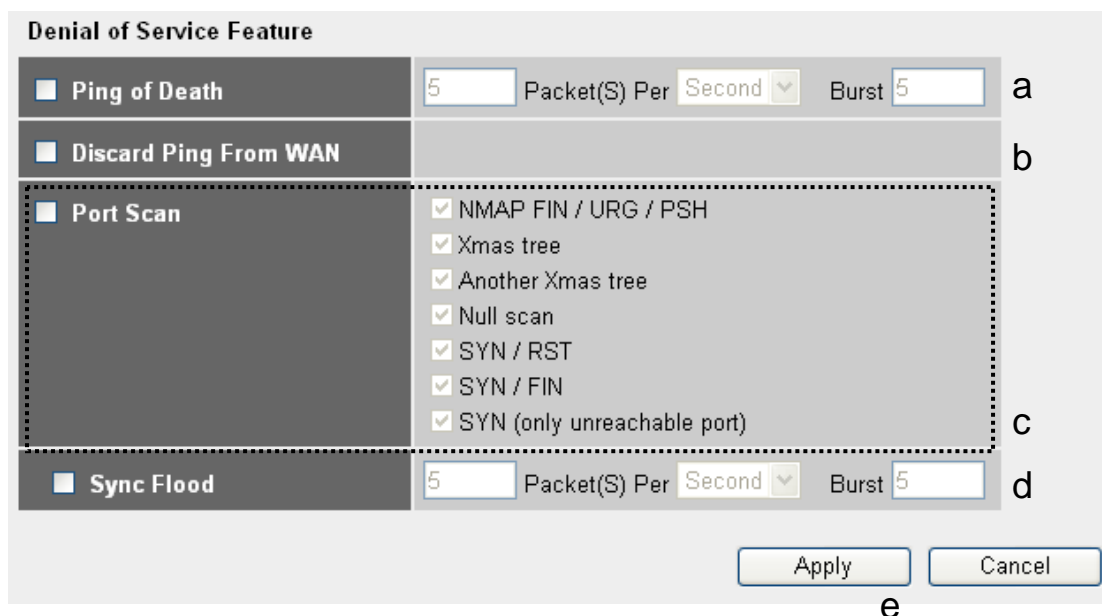 Denial of Service Feature
Ping of Death 5 Packet(S) Per Second Burst 5 a
Discard Ping From WAN b
Port Scan NMAP FIN / URG / PSH
Xmas tree
Another Xmas tree
Null scan
SYN / RST
SYN / FIN
SYN (only unreachable port) c
Sync Flood 5 Packet(S) Per Second Burst 5 d
Apply Cancel
e